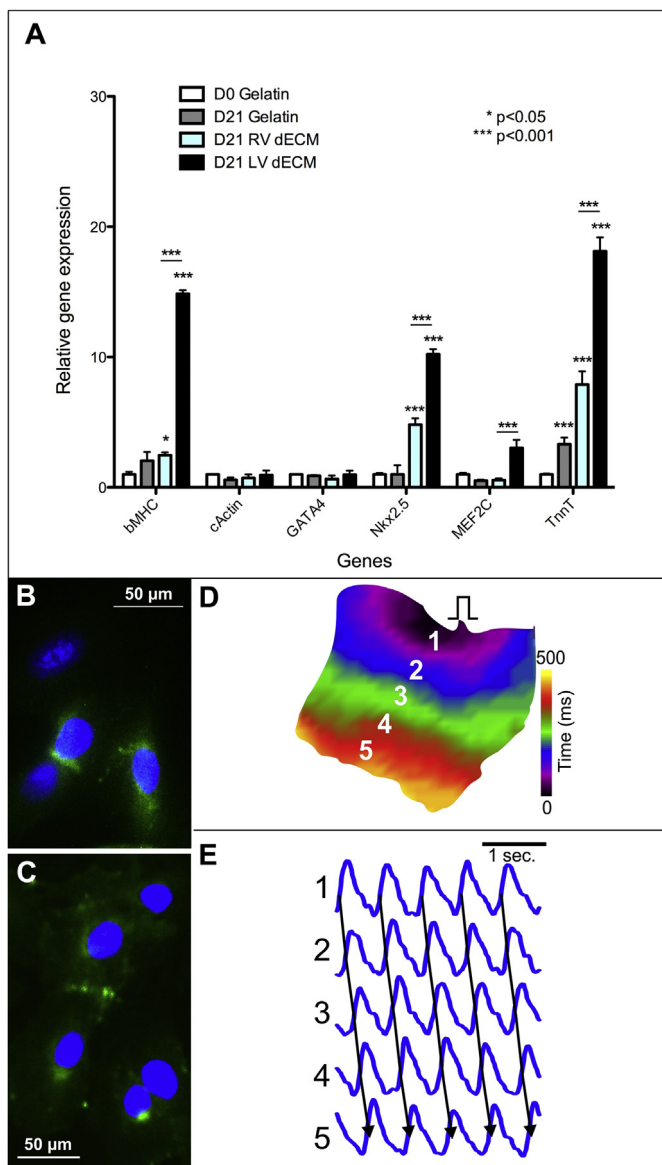 A
30
20
10
0
Relative gene expression
D0 Gelatin
D21 Gelatin
D21 RV dECM
D21 LV dECM
* p<0.05
*** p<0.001
***
***
*
***
***
***
***
***
***
***
***
bMHC
cActin
GATA4
Nkx2.5
MEF2C
TnnT
Genes
B
50 µm
C
50 µm
D
1
2
3
4
5
500
Time (ms)
0
E
1 sec.
1
2
3
4
5